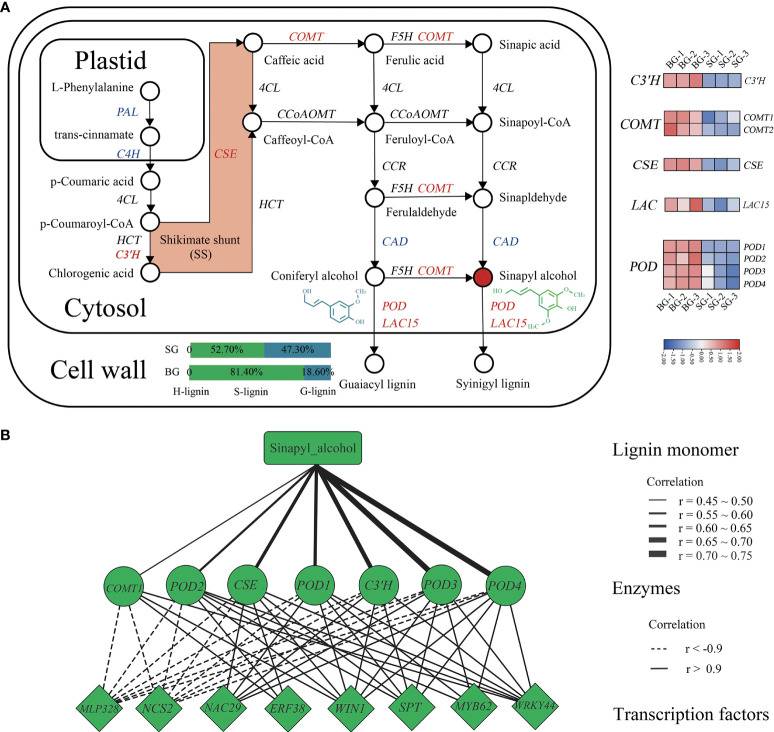 A
Plastid
L-Phenylalanine
PAL
trans-cinnamate
C4H
p-Coumaric acid
4CL
p-Coumaroyl-CoA
HCT
C3'H
Chlorogenic acid
Shikimate shunt
(SS)
CSE
HCT
COMT
F5H COMT
Caffeic acid
Ferulic acid
Sinapic acid
4CL
4CL
4CL
CCoAOMT
CCoAOMT
Caffeoyl-CoA
Feruloyl-CoA
Sinapoyl-CoA
CCR
CCR
F5H COMT
Ferulaldehyde
Sinapldehyde
CAD
CAD
Coniferyl alcohol
F5H COMT
Sinapyl alcohol
OH
O
CH₃
OH
HO
O
CH₃
OH
O
H₃C
POD
LAC15
POD
LAC15
Cytosol
Cell wall
SG 0 52.70% 47.30%
BG 0 81.40% 18.60%
H-lignin S-lignin G-lignin
Guaiacyl lignin
Syinigyl lignin
BG-1 BG-2 BG-3 SG-1 SG-2 SG-3
C3'H C3'H
COMT COMT1
COMT2
CSE CSE
LAC LAC15
POD POD1
POD2
POD3
POD4
BG-1 BG-2 BG-3 SG-1 SG-2 SG-3
-2.00 -1.50 -1.00 -0.50 0.00 0.50 1.00 1.50 2.00
B
Sinapyl_alcohol
COMT1 POD2 CSE POD1 C3'H POD3 POD4
MLP328 NCS2 NAC29 ERF38 WIN1 SPT MYB62 WRKY44
Lignin monomer
Correlation
r = 0.45 ~ 0.50
r = 0.55 ~ 0.60
r = 0.60 ~ 0.65
r = 0.65 ~ 0.70
r = 0.70 ~ 0.75
Enzymes
Correlation
r < -0.9
r > 0.9
Transcription factors